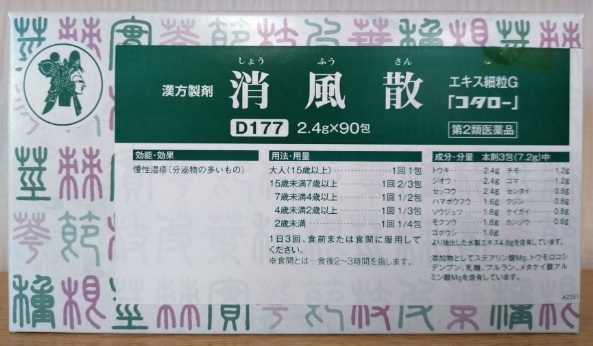 しょう ふう さん
漢方製剤 消風散 エキス細粒G
「コタロー」
D177 2.4g×90包 第2類医薬品
効能・効果
慢性湿疹(分泌物の多いもの)
用法・用量
大人(15歳以上)……1回1包
15歳未満7歳以上……1回2/3包
7歳未満4歳以上……1回1/2包
4歳未満2歳以上……1回1/3包
2歳未満……1回1/4包
1日3回、食前または食間に服用して
ください。
※食間とは…食後2〜3時間を指します。
成分・分量 本剤3包(7.2g)中
トウキ……2.4g チモ……1.2g
ジオウ……2.4g ゴマ……1.2g
セッコウ……2.4g センタイ……0.8g
ハマボウフウ……1.6g クジン……0.8g
ソウジュツ……1.6g ケイガイ……0.8g
モクツウ……1.6g カンゾウ……0.8g
ゴボウシ……1.6g
より抽出した水製エキス4.8gを含有しています。
添加物としてステアリン酸Mg、トウモロコシ
デンプン、乳糖、プルラン、メタケイ酸アル
ミン酸Mgを含有しています。
A2351